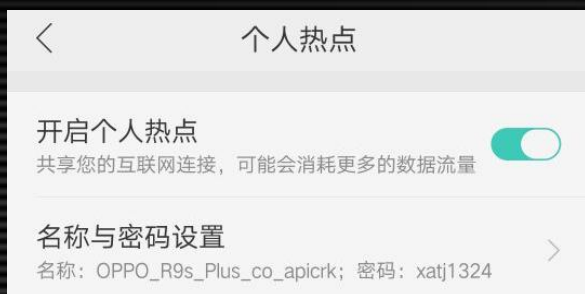 个人热点
开启个人热点
共享您的互联网连接，可能会消耗更多的数据流量
名称与密码设置
名称：OPPO_R9s_Plus_co_apicrk；密码：xatj1324